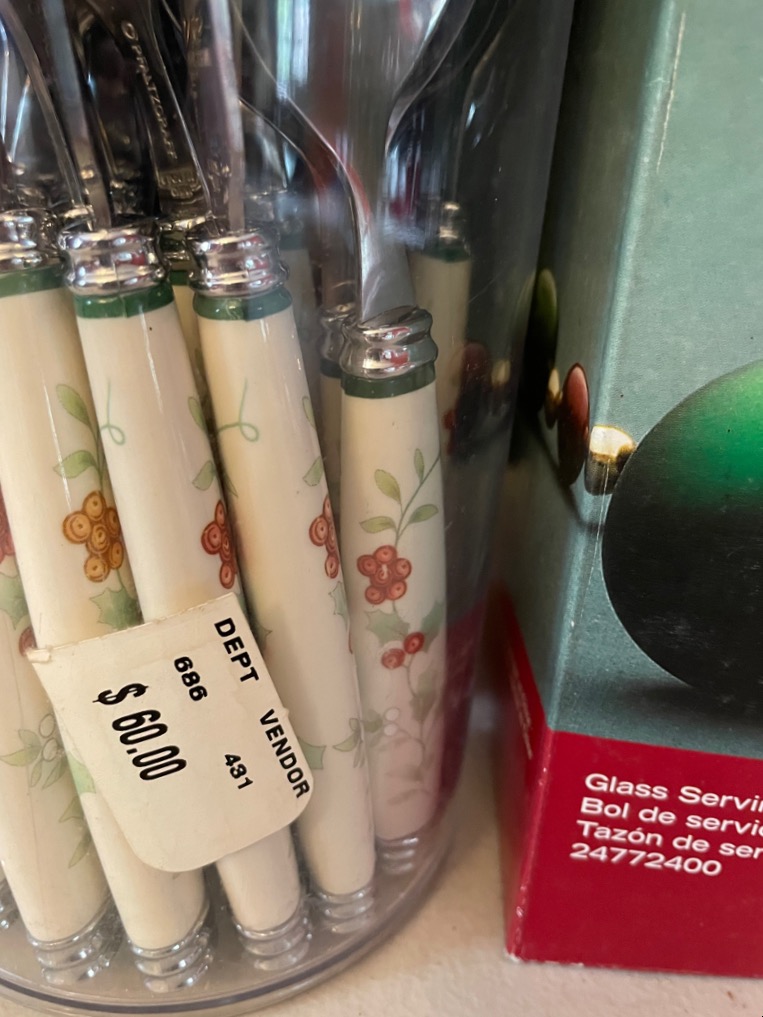 DEPT VENDOR
686 431
$ 60.00
Glass Servi
Bol de servi
Tazón de ser
24772400